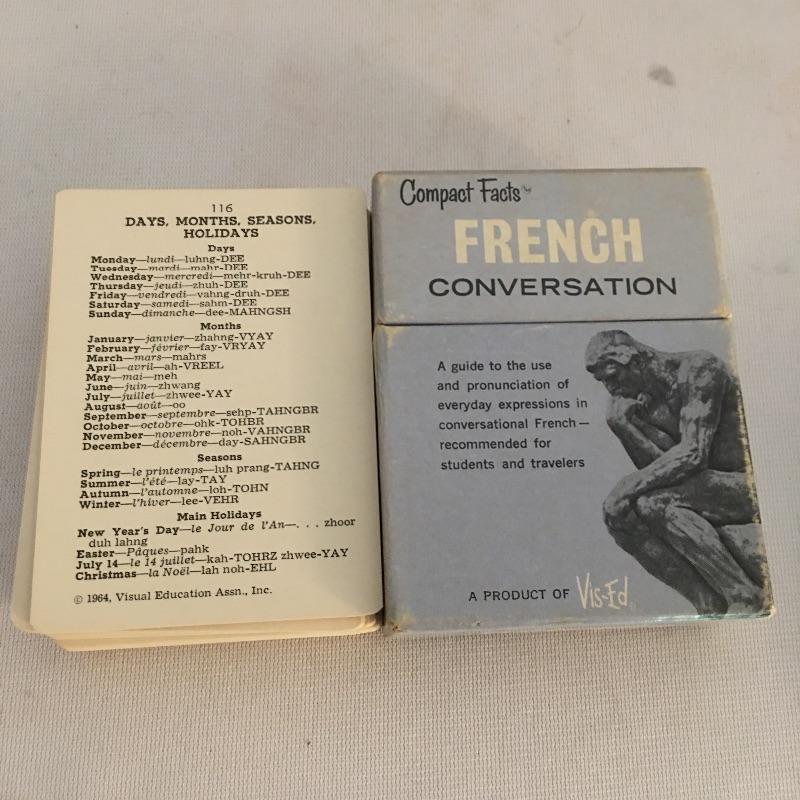 116
DAYS, MONTHS, SEASONS,
HOLIDAYS
Days
Monday—lundi—luhng-DEE
Tuesday—mardi—mahr-DEE
Wednesday—mercredi—mehr-kruh-DEE
Thursday—jeudi—zhuh-DEE
Friday—vendredi—vahng-druh-DEE
Saturday—samedi—sahm-DEE
Sunday—dimanche—dee-MAHNGSH
Months
January—janvier—zhahng-VYAY
February—février—fay-VRYAY
March—mars—mahrs
April—avril—ah-VREEL
May—mai—meh
June—juin—zhwang
July—juillet—zhwee-YAY
August—août—oo
September—septembre—sehp-TAHNGBR
October—octobre—ohk-TOHBR
November—novembre—noh-VAHNGBR
December—décembre—day-SAHNGBR
Seasons
Spring—le printemps—luh prang-TAHNG
Summer—l'été—lay-TAY
Autumn—l'automne—loh-TOHN
Winter—l'hiver—lee-VEHR
Main Holidays
New Year's Day—le Jour de l'An—. . . zhoor
duh lahng
Easter—Pâques—pahk
July 14—le 14 juillet—kah-TOHRZ zhwee-YAY
Christmas—la Noël—lah noh-EHL
© 1964, Visual Education Assn., Inc.
Compact Facts
FRENCH
CONVERSATION
A guide to the use
and pronunciation of
everyday expressions in
conversational French—
recommended for
students and travelers
A PRODUCT OF Vis-Ed